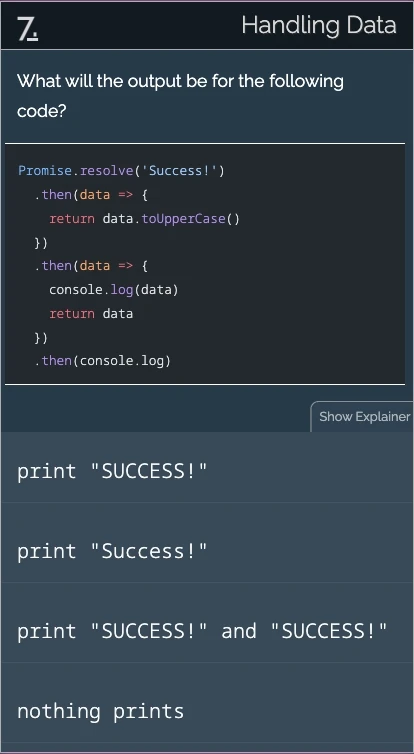 7.
Handling Data
What will the output be for the following
code?
Promise.resolve('Success!')
  .then(data => {
    return data.toUpperCase()
  })
  .then(data => {
    console.log(data)
    return data
  })
  .then(console.log)
Show Explainer
print "SUCCESS!"
print "Success!"
print "SUCCESS!" and "SUCCESS!"
nothing prints